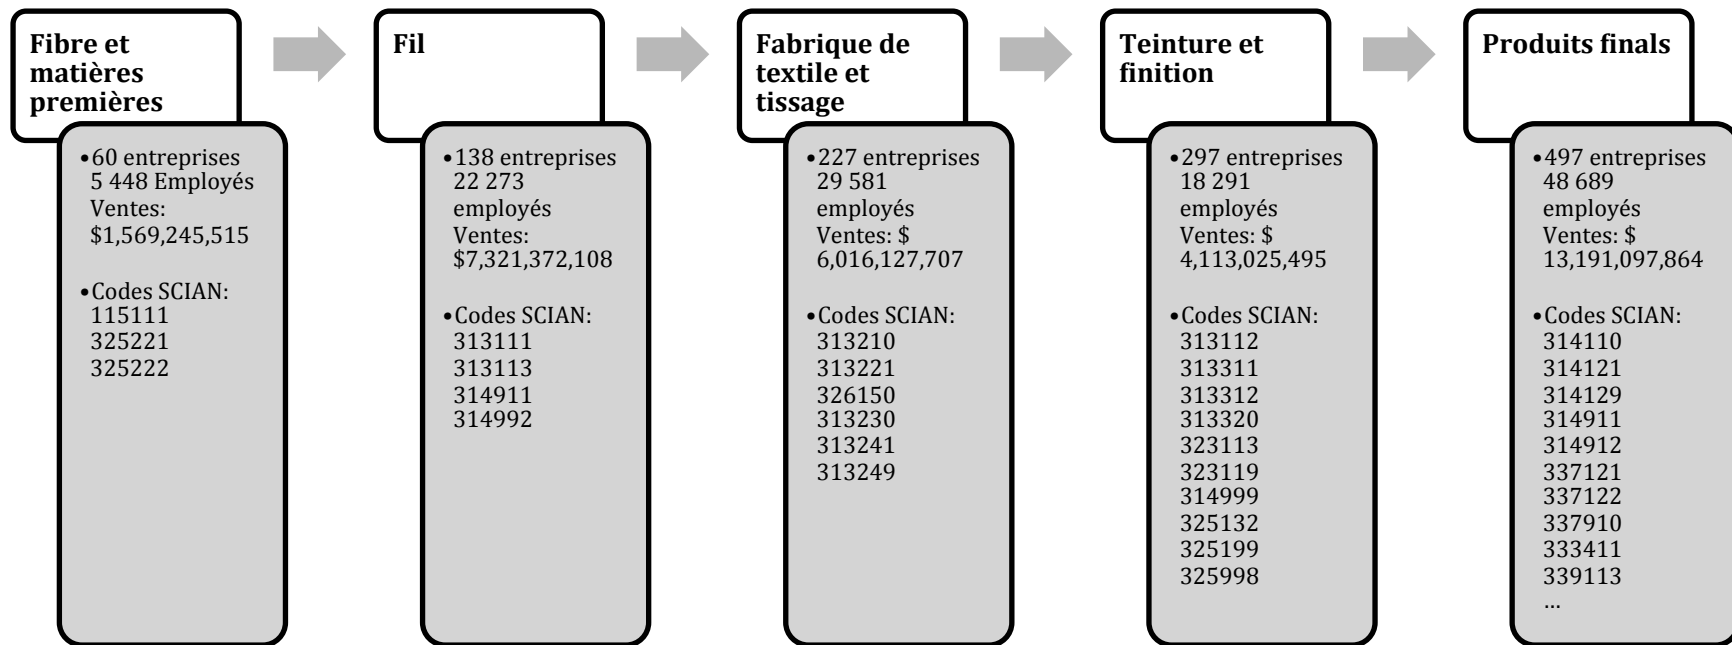 Fibre et
matières
premières
•60 entreprises
5 448 Employés
Ventes:
$1,569,245,515
•Codes SCIAN:
115111
325221
325222
Fil
•138 entreprises
22 273
employés
Ventes:
$7,321,372,108
•Codes SCIAN:
313111
313113
314911
314992
Fabrique de
textile et
tissage
•227 entreprises
29 581
employés
Ventes: $
6,016,127,707
•Codes SCIAN:
313210
313221
326150
313230
313241
313249
Teinture et
finition
•297 entreprises
18 291
employés
Ventes: $
4,113,025,495
•Codes SCIAN:
313112
313311
313312
313320
323113
323119
314999
325132
325199
325998
Produits finals
•497 entreprises
48 689
employés
Ventes: $
13,191,097,864
•Codes SCIAN:
314110
314121
314129
314911
314912
337121
337122
337910
333411
339113
...